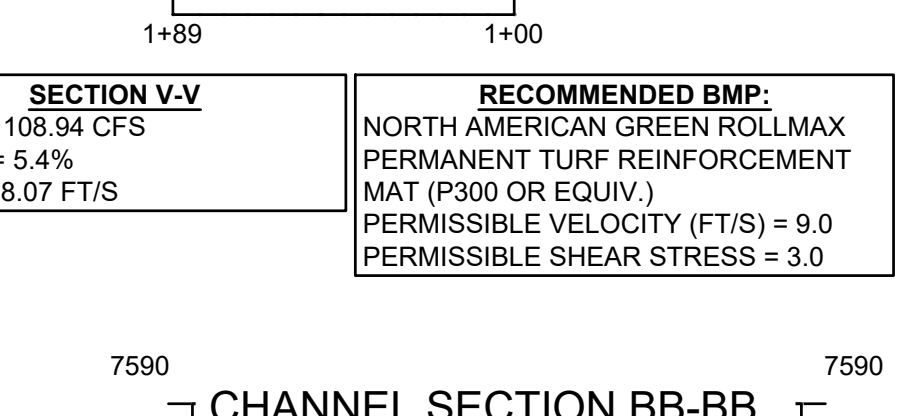 1+89 1+00
SECTION V-V
108.94 CFS
= 5.4%
8.07 FT/S
RECOMMENDED BMP:
NORTH AMERICAN GREEN ROLLMAX
PERMANENT TURF REINFORCEMENT
MAT (P300 OR EQUIV.)
PERMISSIBLE VELOCITY (FT/S) = 9.0
PERMISSIBLE SHEAR STRESS = 3.0
7590 7590
CHANNEL SECTION BB-BB